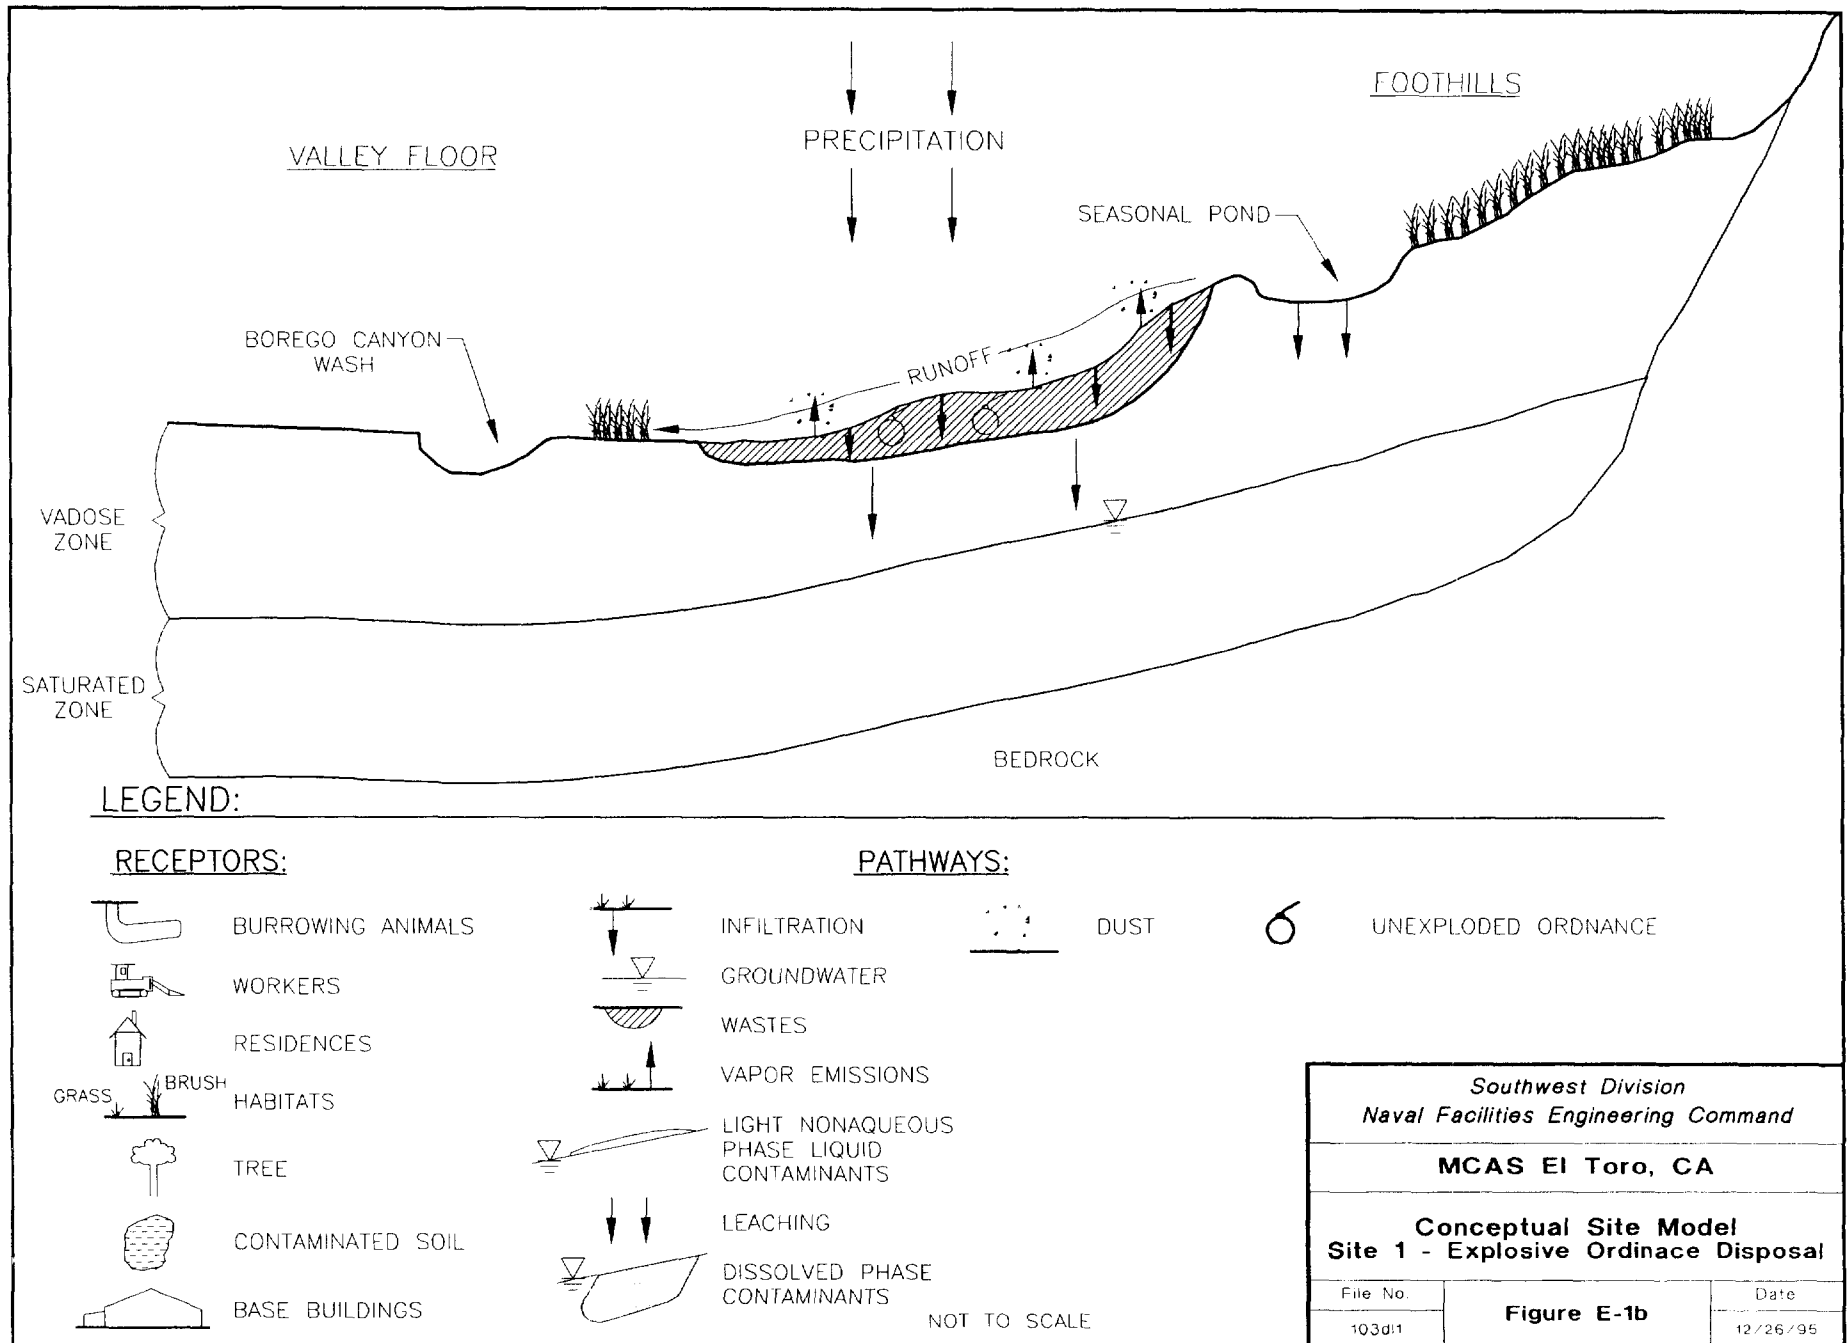 FOOTHILLS
PRECIPITATION
VALLEY FLOOR
SEASONAL POND
BOREGO CANYON
WASH
RUNOFF
VADOSE
ZONE
SATURATED
ZONE
BEDROCK
LEGEND:
RECEPTORS:
BURROWING ANIMALS
WORKERS
RESIDENCES
GRASS
BRUSH
HABITATS
TREE
CONTAMINATED SOIL
BASE BUILDINGS
PATHWAYS:
INFILTRATION
GROUNDWATER
WASTES
VAPOR EMISSIONS
LIGHT NONAQUEOUS
PHASE LIQUID
CONTAMINANTS
LEACHING
DISSOLVED PHASE
CONTAMINANTS
DUST
UNEXPLODED ORDNANCE
NOT TO SCALE
Southwest Division
Naval Facilities Engineering Command
MCAS El Toro, CA
Conceptual Site Model
Site 1 - Explosive Ordinace Disposal
File No.
103dl1
Figure E-1b
Date
12/26/95